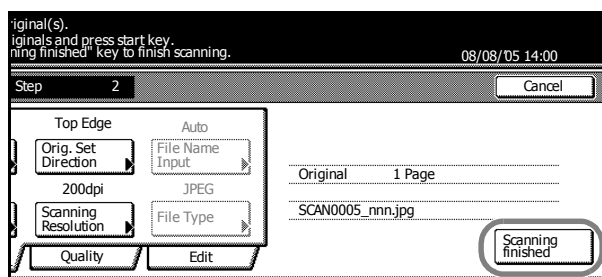 riginal(s).
iginals and press start key.
ning finished" key to finish scanning.
08/08/'05 14:00
Step 2
Cancel
Top Edge
Auto
Orig. Set
Direction
File Name
Input
200dpi
JPEG
Scanning
Resolution
File Type
Quality
Edit
Original 1 Page
SCAN0005_nnn.jpg
Scanning
finished